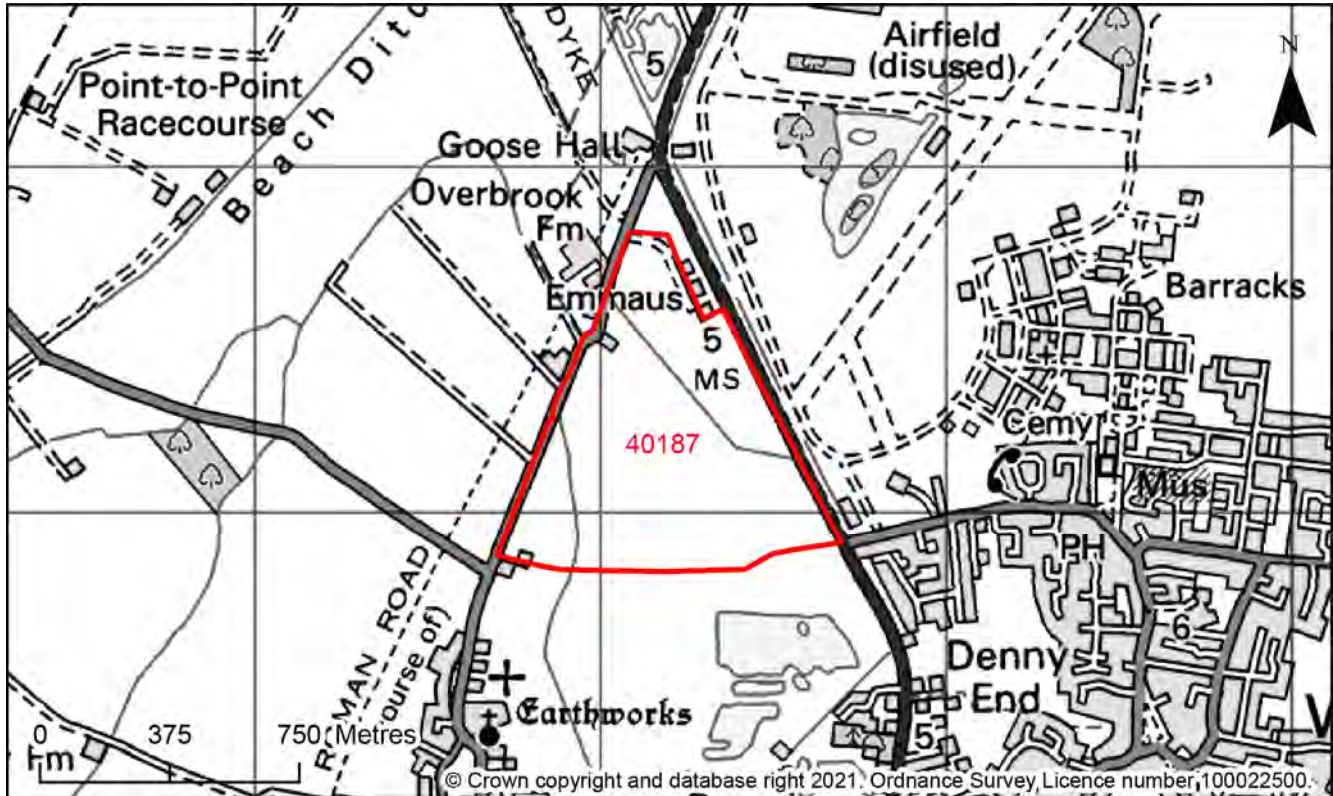 DYKE
Beach Ditc
Point-to-Point
Racecourse
5
Airfield
(disused)
N
Goose Hall
Overbrook
Fm
Emmaus
5
MS
Barracks
40187
Cemy
Mus
PH
ROMAN ROAD
(course of)
6
Denny
End
Earthworks
5
0 375 750 Metres
Fm
© Crown copyright and database right 2021. Ordnance Survey Licence number 100022500.